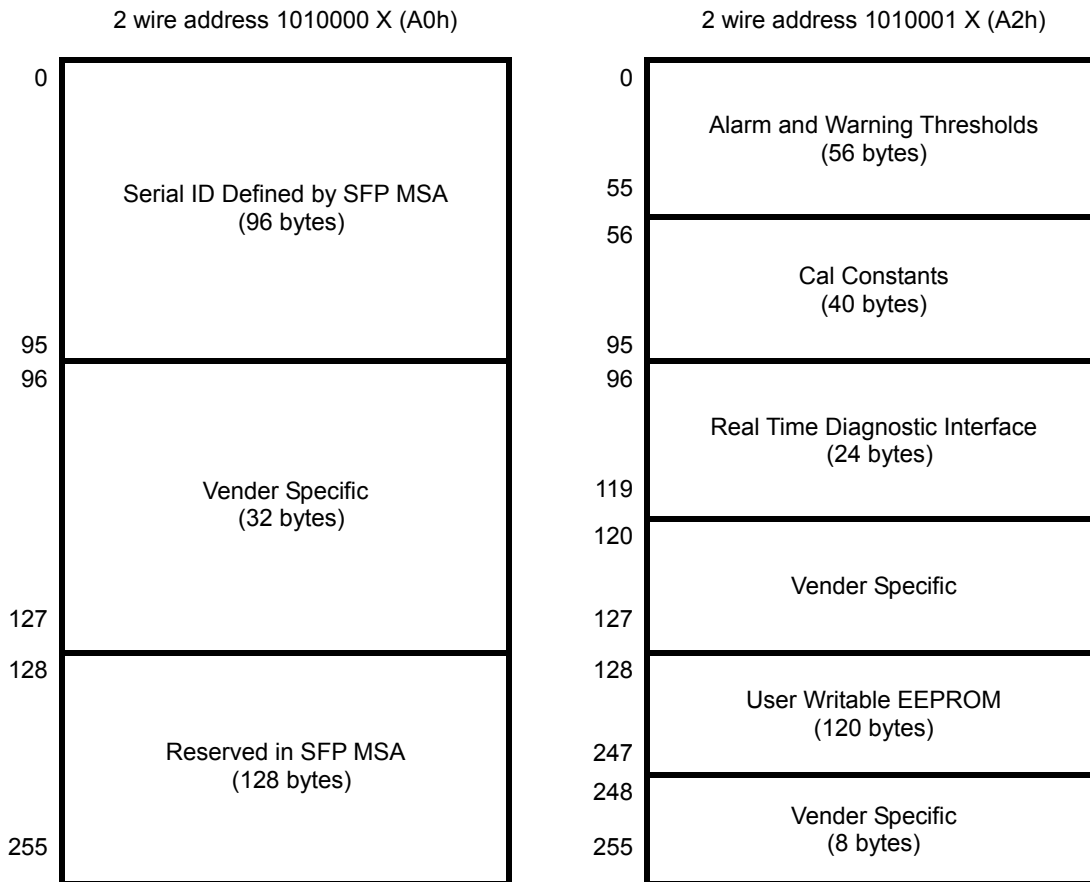 2 wire address 1010000 X (A0h)
0
Serial ID Defined by SFP MSA
(96 bytes)
95
96
Vender Specific
(32 bytes)
127
128
Reserved in SFP MSA
(128 bytes)
255
2 wire address 1010001 X (A2h)
0
Alarm and Warning Thresholds
(56 bytes)
55
56
Cal Constants
(40 bytes)
95
96
Real Time Diagnostic Interface
(24 bytes)
119
120
Vender Specific
127
128
User Writable EEPROM
(120 bytes)
247
248
Vender Specific
(8 bytes)
255